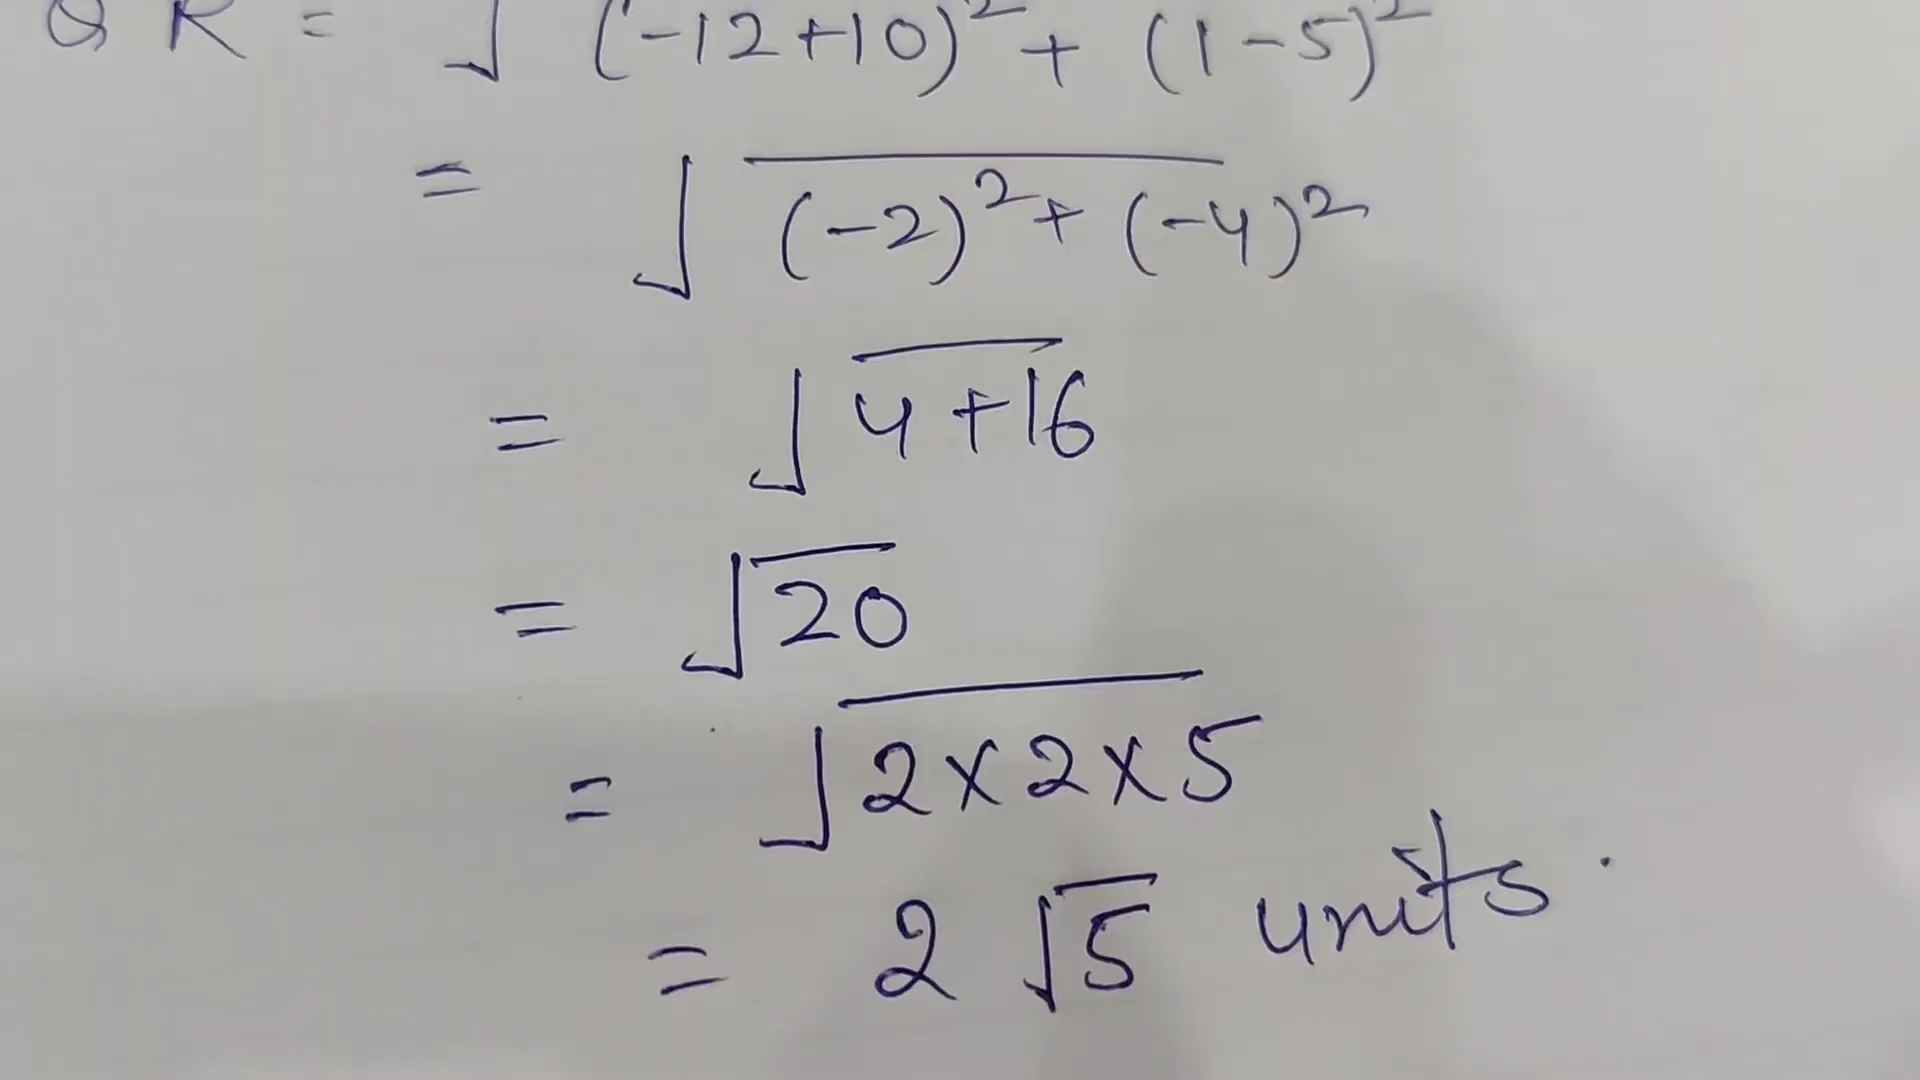 QR = √(-12+10)² + (1-5)²
= √(-2)² + (-4)²
= √4+16
= √20
= √2×2×5
= 2√5 units.